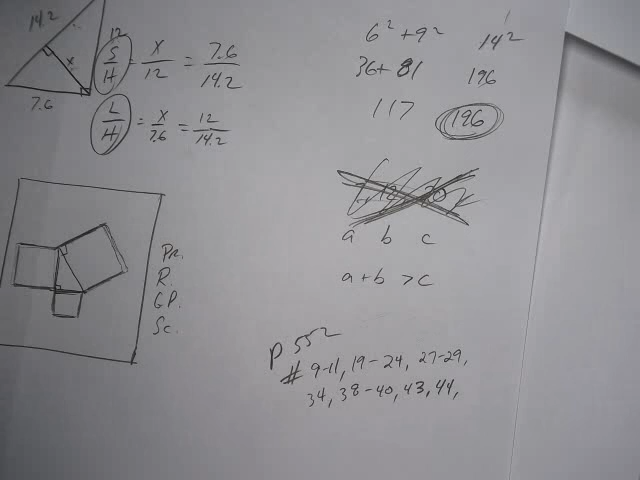 14.2
12
x
7.6
S/H = x/12 = 7.6/14.2
L/H = x/7.6 = 12/14.2
6² + 9² 14²
36 + 81 196
117 196
a b c
a + b > c
Pr.
R.
GP.
Sc.
P 552
# 9-11, 19-24, 27-29,
34, 38-40, 43, 44,